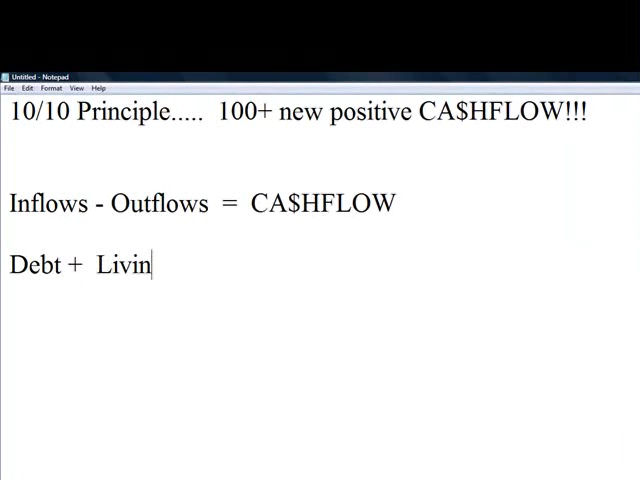 Untitled - Notepad
File Edit Format View Help
10/10 Principle..... 100+ new positive CA$HFLOW!!!
Inflows - Outflows = CA$HFLOW
Debt + Livin